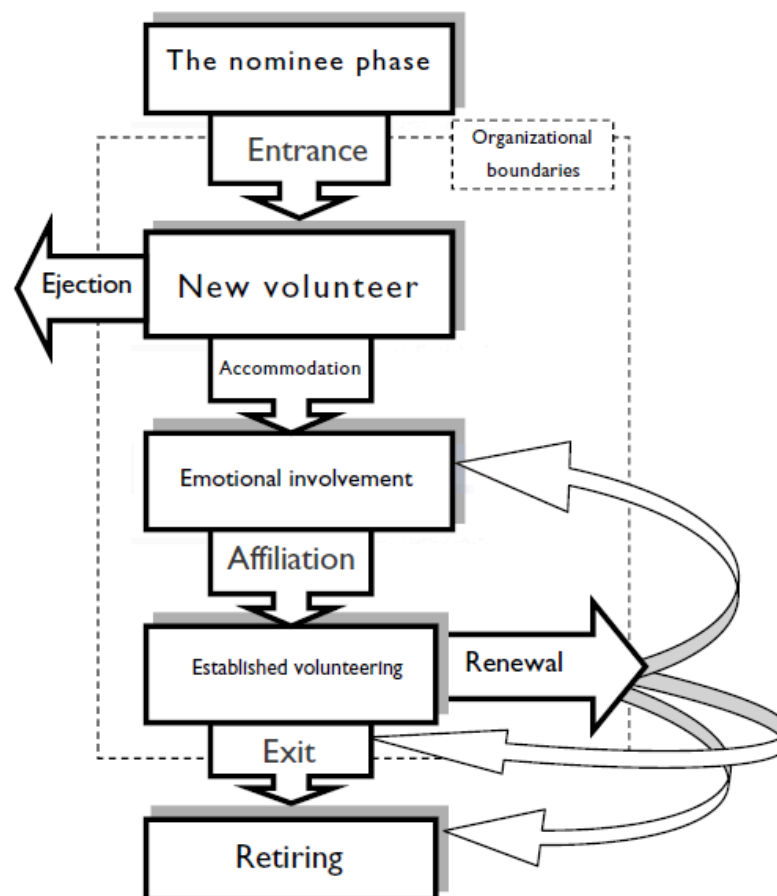 The nominee phase
Entrance
Organizational
boundaries
Ejection
New volunteer
Accommodation
Emotional involvement
Affiliation
Established volunteering
Renewal
Exit
Retiring